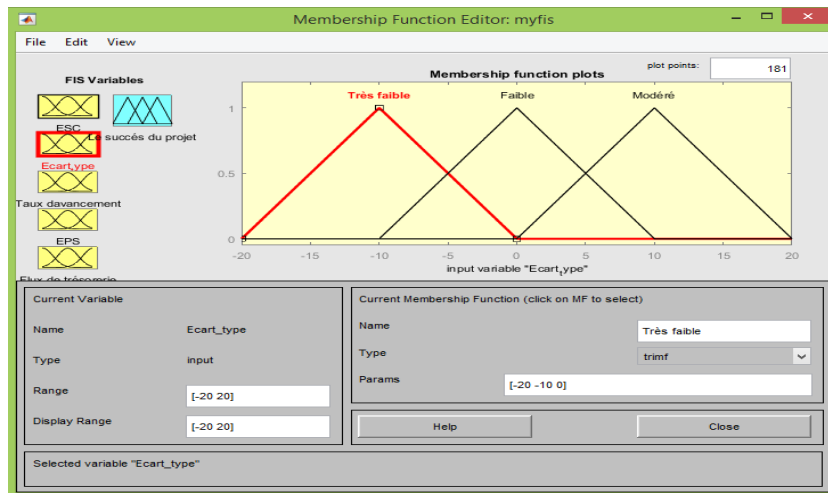 Membership Function Editor: myfis
File Edit View
FIS Variables
ESC
Le succés du projet
Ecart_type
Taux davancement
EPS
Flux de trésorerie
plot points: 181
Membership function plots
Très faible Faible Modéré
1
0.5
0
-20 -15 -10 -5 0 5 10 15 20
input variable "Ecart_type"
Current Variable
Name Ecart_type
Type input
Range [-20 20]
Display Range [-20 20]
Current Membership Function (click on MF to select)
Name Très faible
Type trimf
Params [-20 -10 0]
Help Close
Selected variable "Ecart_type"